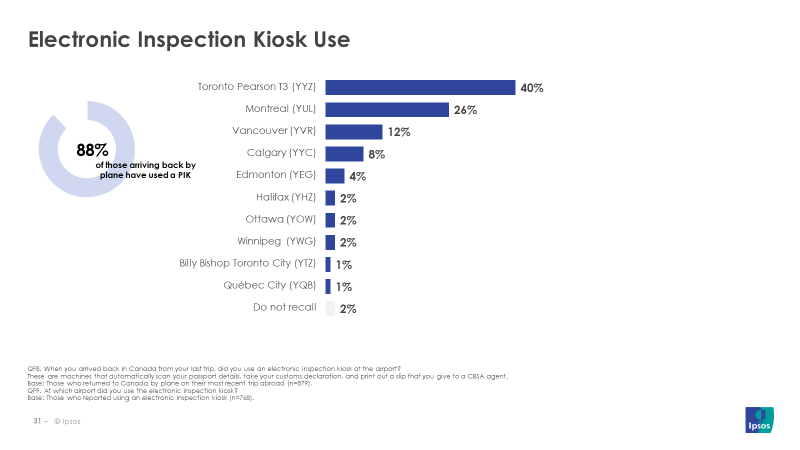 Electronic Inspection Kiosk Use
88%
of those arriving back by
plane have used a PIK
Toronto Pearson T3 (YYZ) 40%
Montreal (YUL) 26%
Vancouver (YVR) 12%
Calgary (YYC) 8%
Edmonton (YEG) 4%
Halifax (YHZ) 2%
Ottawa (YOW) 2%
Winnipeg (YWG) 2%
Billy Bishop Toronto City (YTZ) 1%
Québec City (YQB) 1%
Do not recall 2%
QF8. When you arrived back in Canada from your last trip, did you use an electronic inspection kiosk at the airport?
These are machines that automatically scan your passport details, take your customs declaration, and print out a slip that you give to a CBSA agent.
Base: Those who returned to Canada by plane on their most recent trip abroad (n=879).
QF9. At which airport did you use the electronic inspection kiosk?
Base: Those who reported using an electronic inspection kiosk (n=768).
31 – © Ipsos
Ipsos